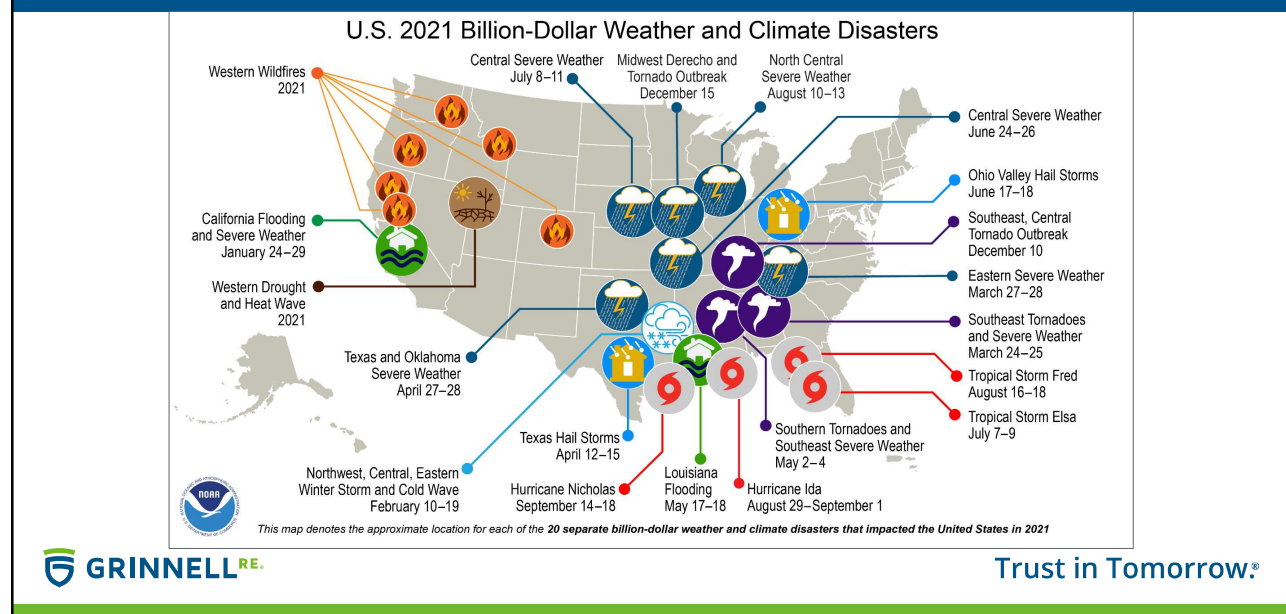 U.S. 2021 Billion-Dollar Weather and Climate Disasters
Western Wildfires
2021
Central Severe Weather
July 8–11
Midwest Derecho and
Tornado Outbreak
December 15
North Central
Severe Weather
August 10–13
Central Severe Weather
June 24–26
Ohio Valley Hail Storms
June 17–18
California Flooding
and Severe Weather
January 24–29
Southeast, Central
Tornado Outbreak
December 10
Eastern Severe Weather
March 27–28
Western Drought
and Heat Wave
2021
Southeast Tornadoes
and Severe Weather
March 24–25
Texas and Oklahoma
Severe Weather
April 27–28
Tropical Storm Fred
August 16–18
Tropical Storm Elsa
July 7–9
Texas Hail Storms
April 12–15
Southern Tornadoes and
Southeast Severe Weather
May 2–4
Northwest, Central, Eastern
Winter Storm and Cold Wave
February 10–19
Hurricane Nicholas
September 14–18
Louisiana
Flooding
May 17–18
Hurricane Ida
August 29–September 1
NOAA
This map denotes the approximate location for each of the 20 separate billion-dollar weather and climate disasters that impacted the United States in 2021
GRINNELL RE.
Trust in Tomorrow.®